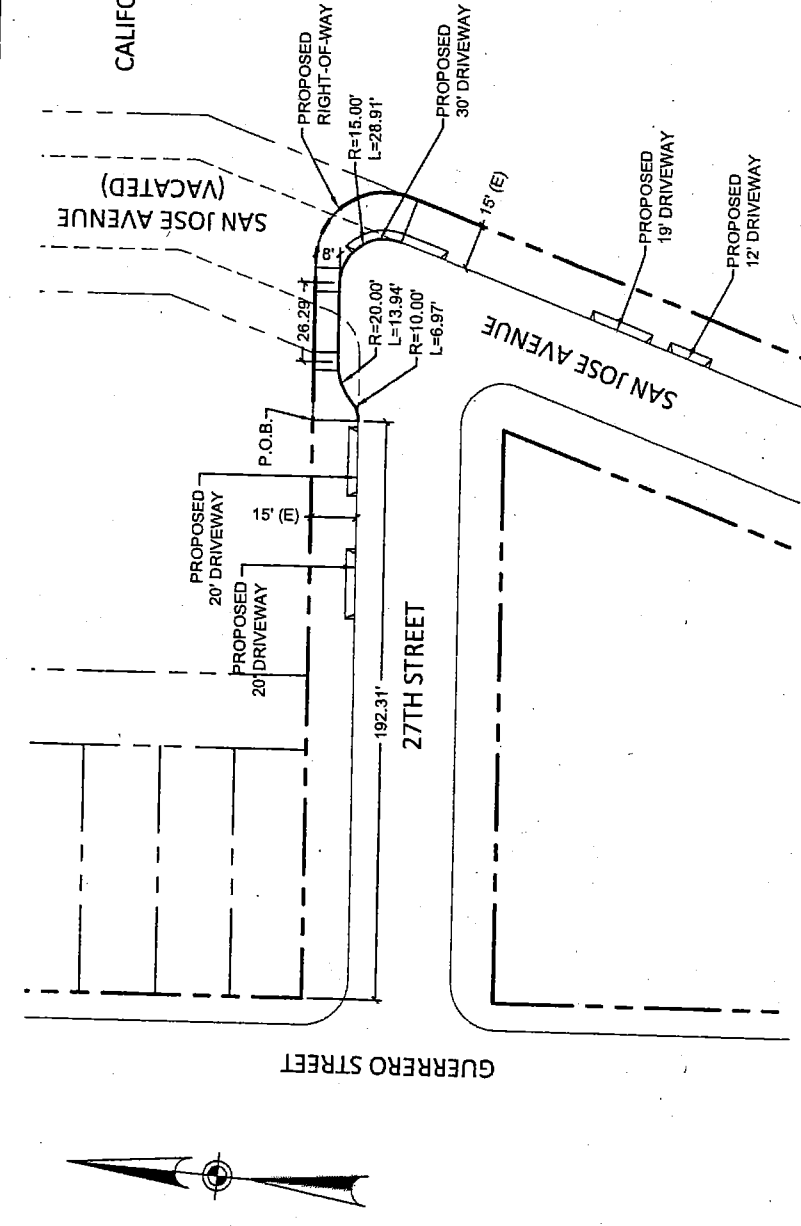 CALIFO
SAN JOSE AVENUE
(VACATED)
PROPOSED
RIGHT-OF-WAY
R=15.00'
L=28.91'
PROPOSED
30' DRIVEWAY
8'
26.29'
15' (E)
R=20.00'
L=13.94'
R=10.00'
L=6.97'
P.O.B.
PROPOSED
20' DRIVEWAY
15' (E)
PROPOSED
20' DRIVEWAY
PROPOSED
19' DRIVEWAY
PROPOSED
12' DRIVEWAY
SAN JOSE AVENUE
192.31'
27TH STREET
GUERRERO STREET